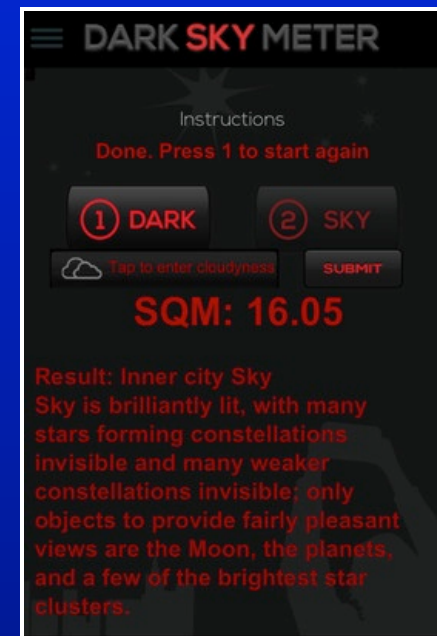 DARK SKY METER
Instructions
Done. Press 1 to start again
1 DARK
2 SKY
Tap to enter cloudyness
SUBMIT
SQM: 16.05
Result: Inner city Sky
Sky is brilliantly lit, with many
stars forming constellations
invisible and many weaker
constellations invisible; only
objects to provide fairly pleasant
views are the Moon, the planets,
and a few of the brightest star
clusters.